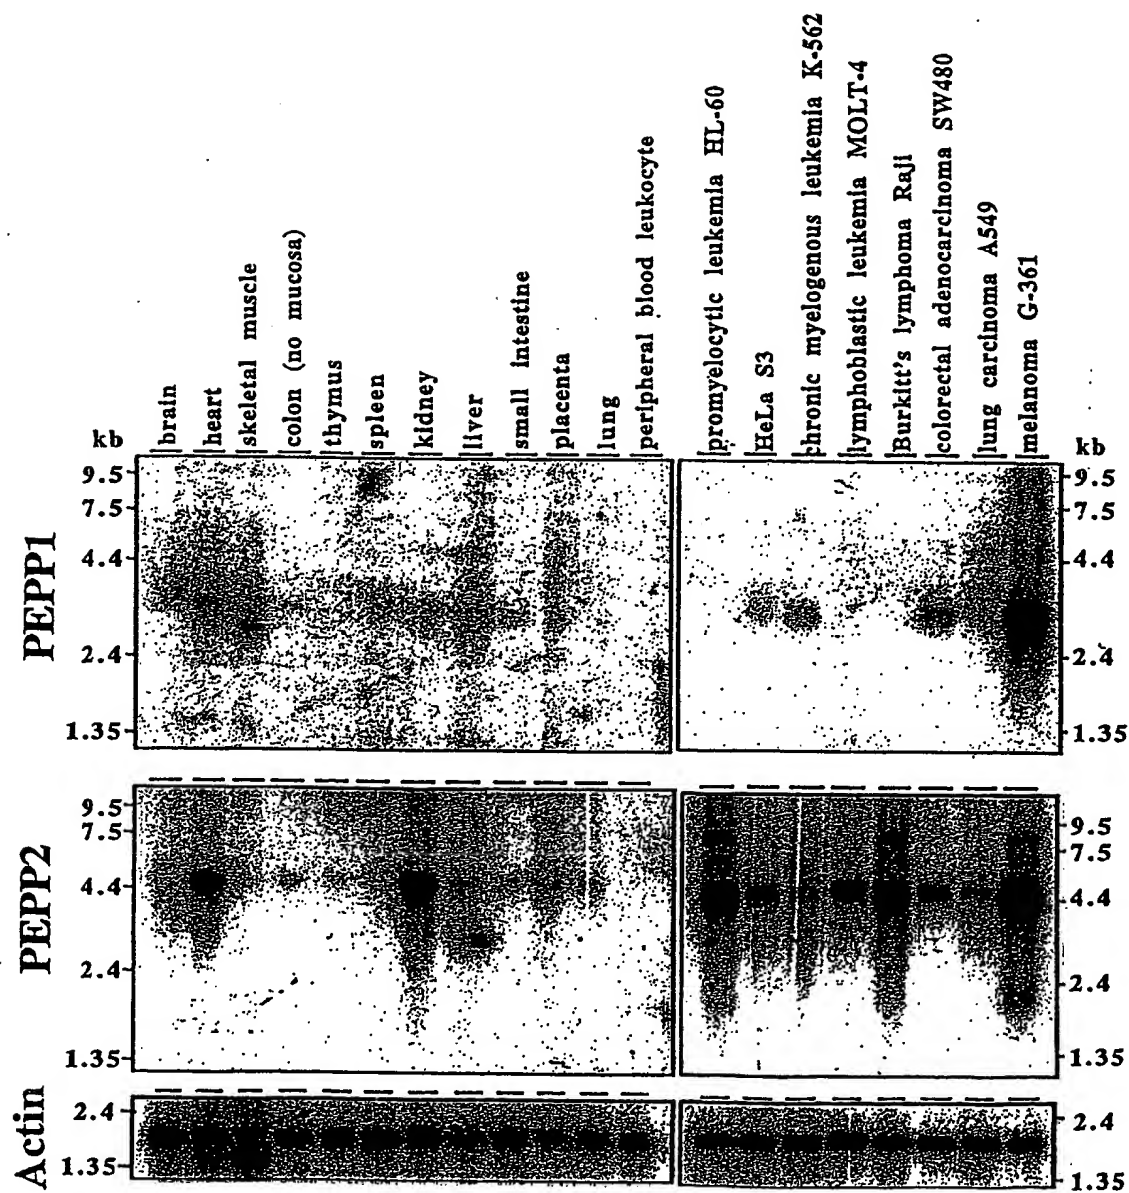 brain
heart
skeletal muscle
colon (no mucosa)
thymus
spleen
kidney
liver
small intestine
placenta
lung
peripheral blood leukocyte
promyelocytic leukemia HL-60
HeLa S3
chronic myelogenous leukemia K-562
lymphoblastic leukemia MOLT-4
Burkitt's lymphoma Raji
colorectal adenocarcinoma SW480
lung carcinoma A549
melanoma G-361
kb
kb
PEPP1
9.5
7.5
4.4
2.4
1.35
9.5
7.5
4.4
2.4
1.35
PEPP2
9.5
7.5
4.4
2.4
1.35
9.5
7.5
4.4
2.4
1.35
Actin
2.4
1.35
2.4
1.35